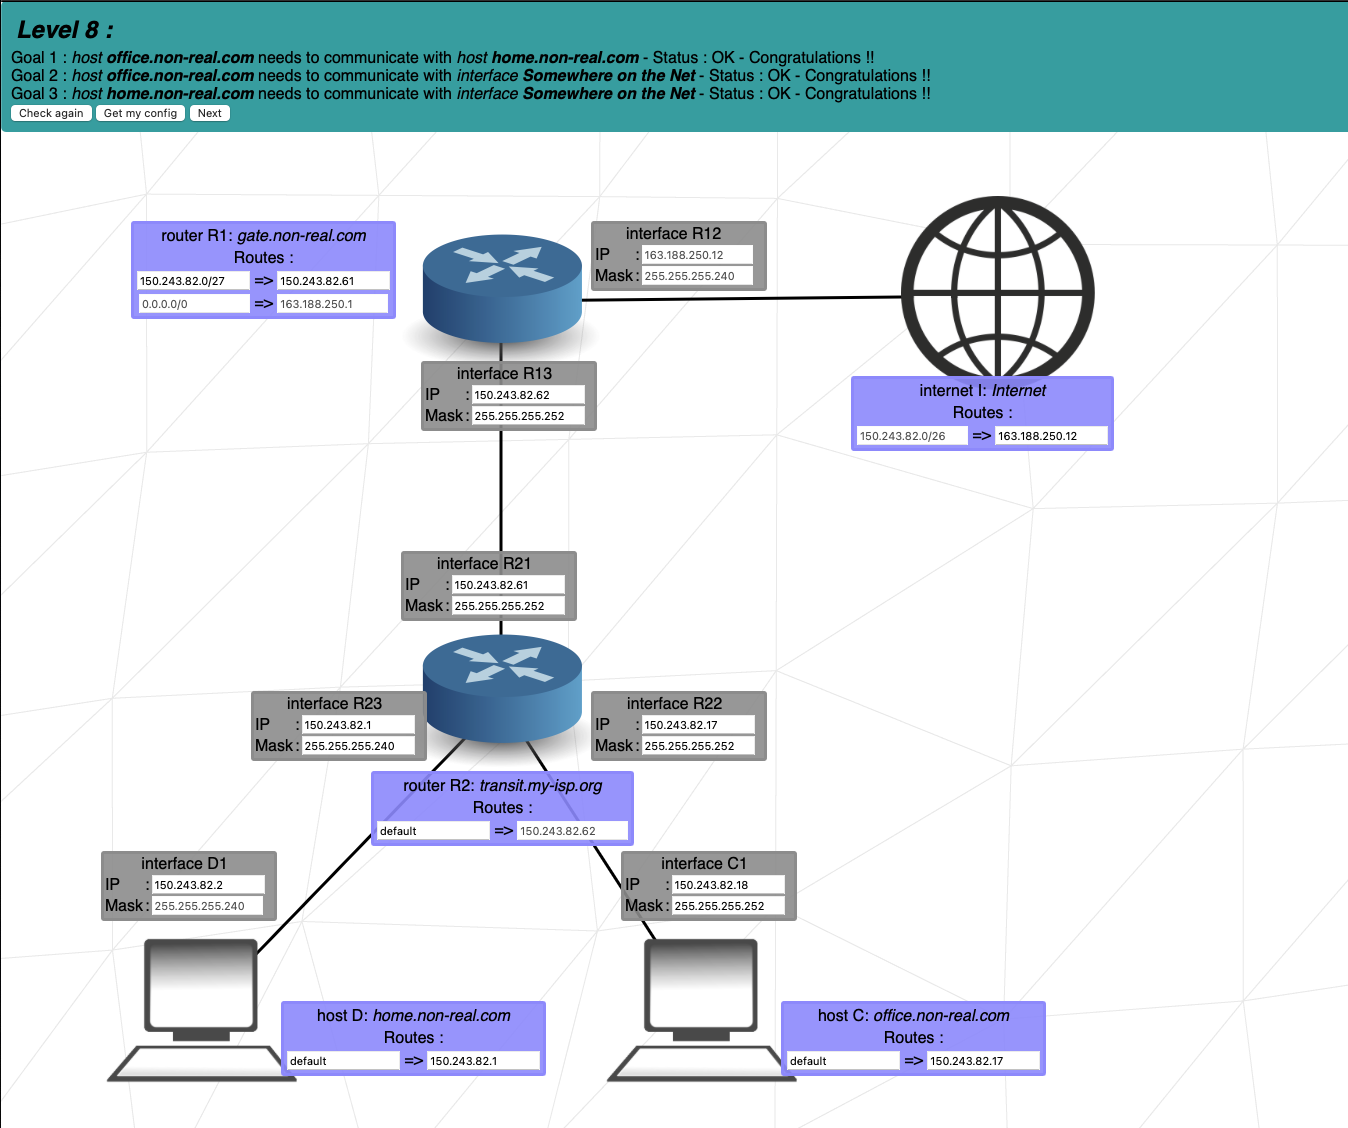 Level 8 :
Goal 1 : host office.non-real.com needs to communicate with host home.non-real.com - Status : OK - Congratulations !!
Goal 2 : host office.non-real.com needs to communicate with interface Somewhere on the Net - Status : OK - Congratulations !!
Goal 3 : host home.non-real.com needs to communicate with interface Somewhere on the Net - Status : OK - Congratulations !!
Check again Get my config Next
router R1: gate.non-real.com
Routes :
150.243.82.0/27 => 150.243.82.61
0.0.0.0/0 => 163.188.250.1
interface R12
IP : 163.188.250.12
Mask : 255.255.255.240
interface R13
IP : 150.243.82.62
Mask : 255.255.255.252
internet I: Internet
Routes :
150.243.82.0/26 => 163.188.250.12
interface R21
IP : 150.243.82.61
Mask : 255.255.255.252
interface R23
IP : 150.243.82.1
Mask : 255.255.255.240
interface R22
IP : 150.243.82.17
Mask : 255.255.255.252
router R2: transit.my-isp.org
Routes :
default => 150.243.82.62
interface D1
IP : 150.243.82.2
Mask : 255.255.255.240
interface C1
IP : 150.243.82.18
Mask : 255.255.255.252
host D: home.non-real.com
Routes :
default => 150.243.82.1
host C: office.non-real.com
Routes :
default => 150.243.82.17